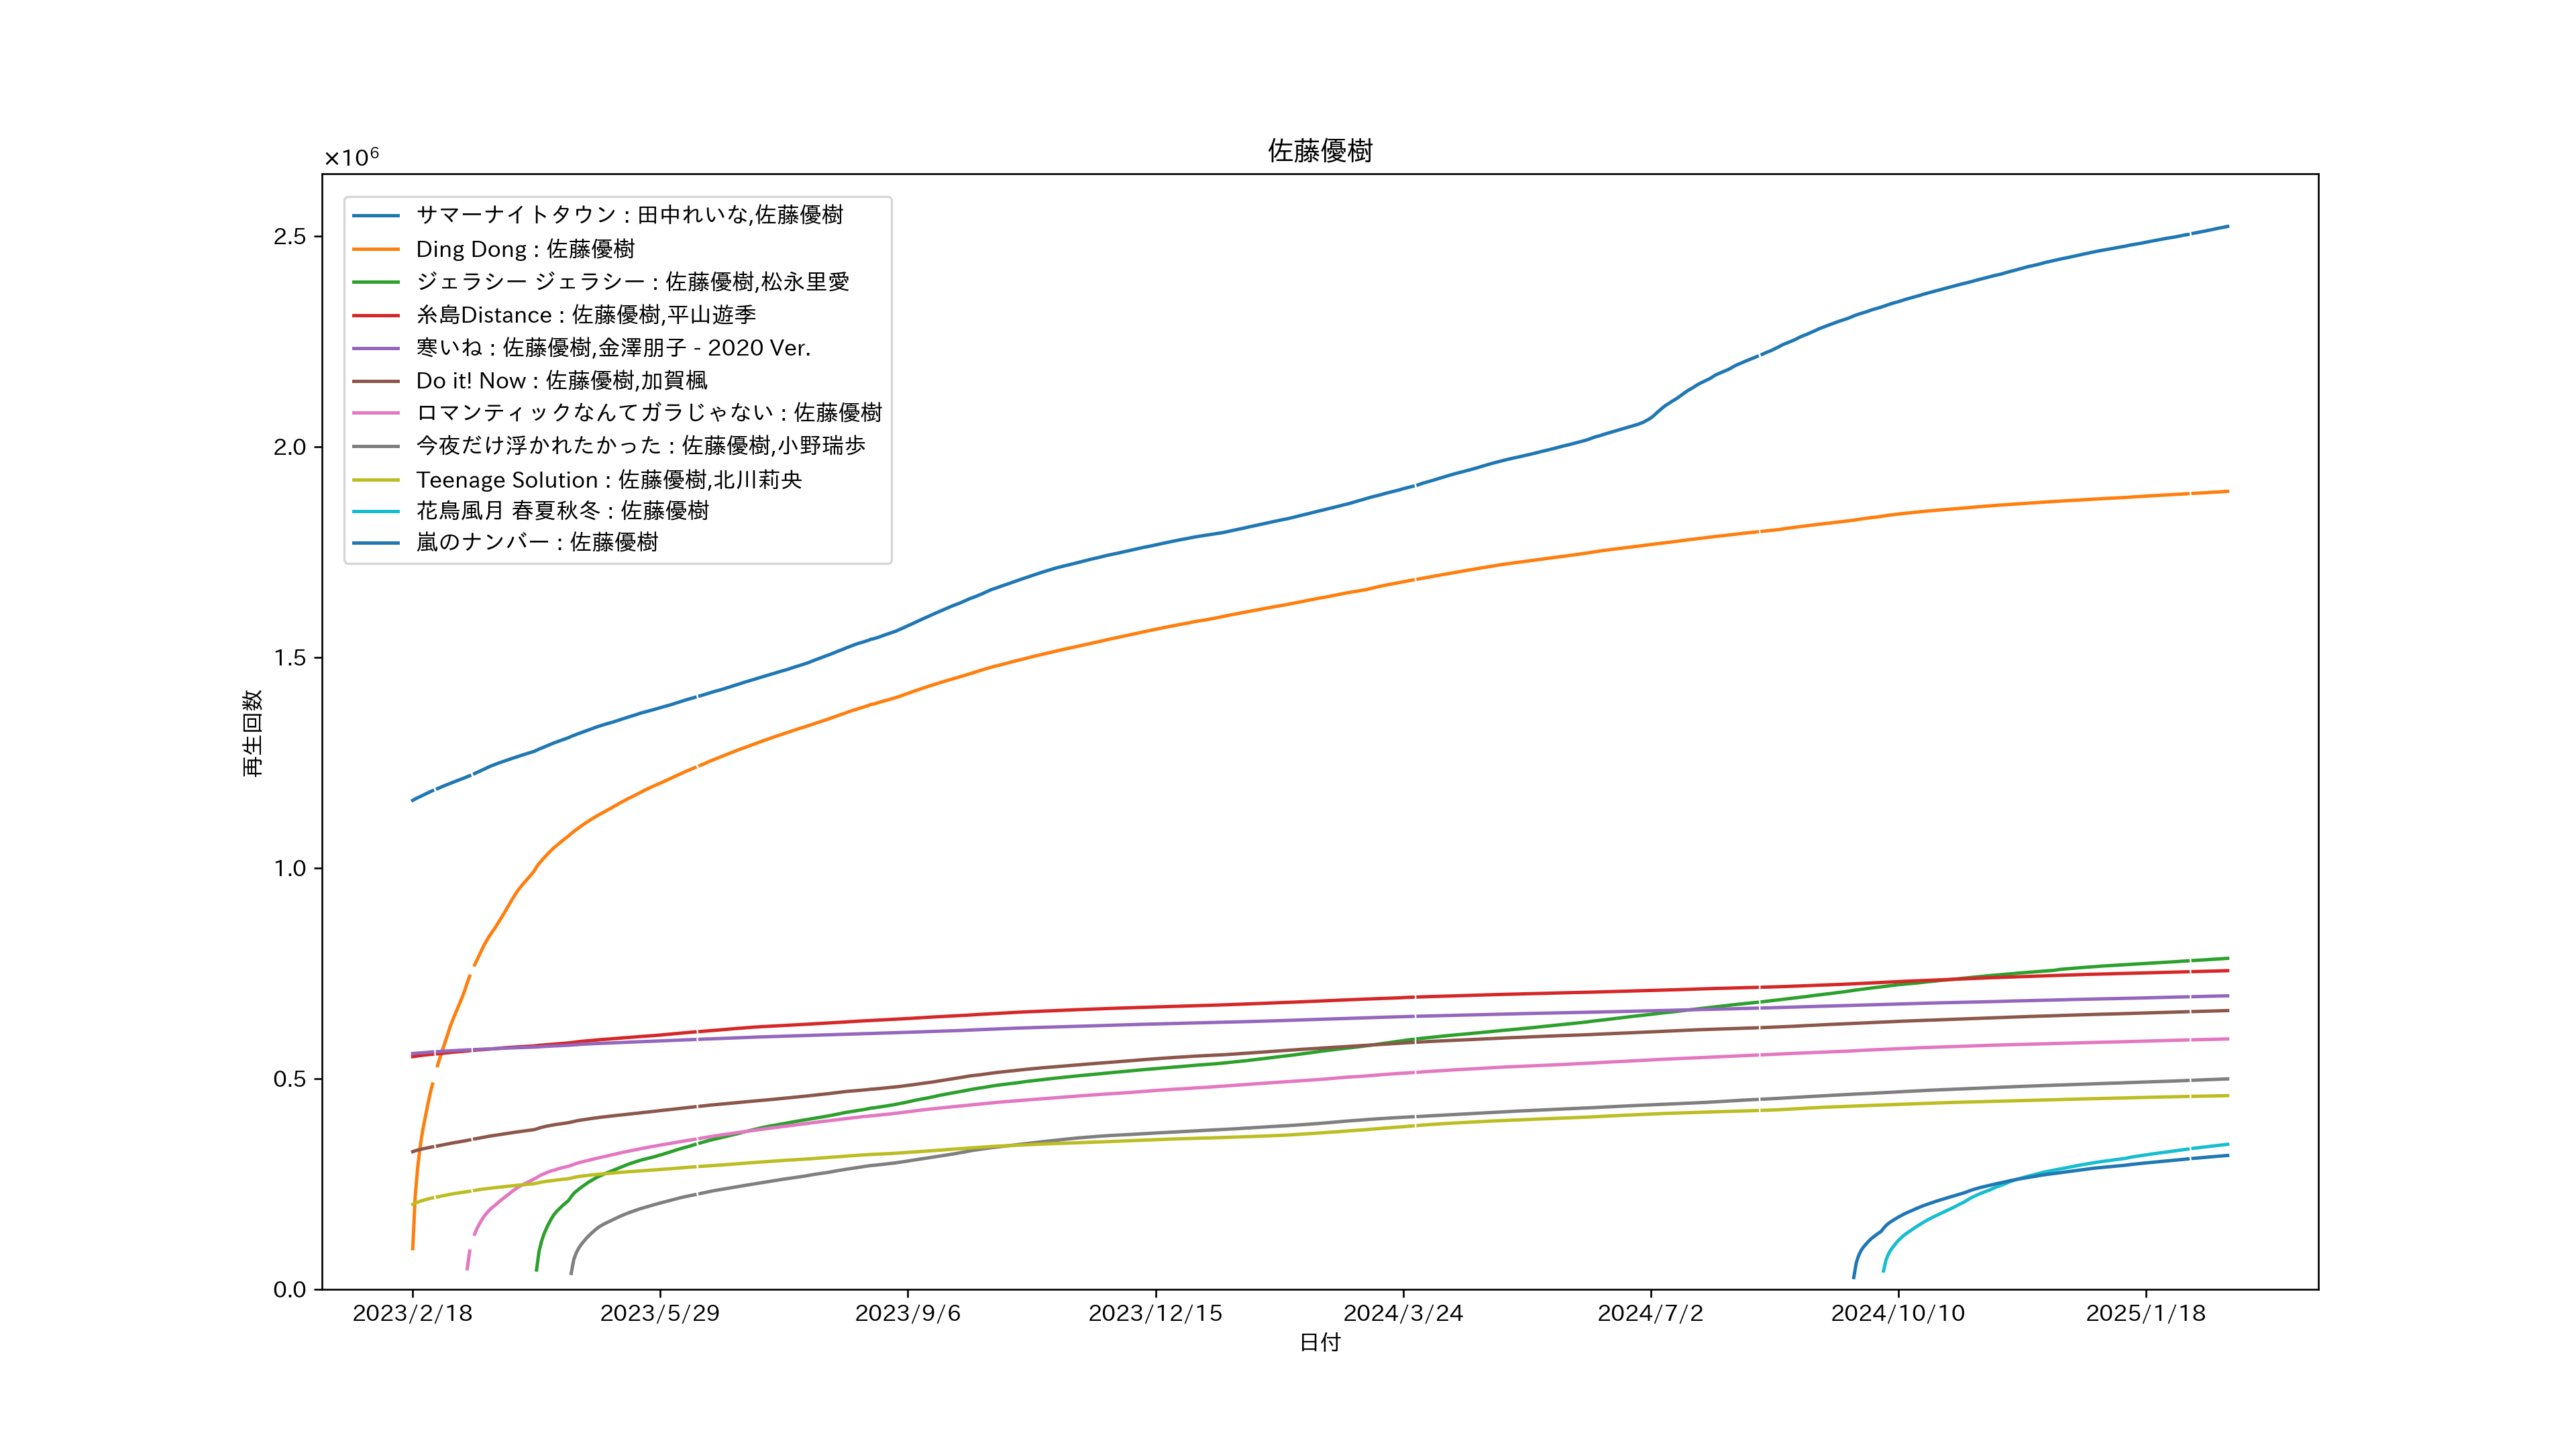 佐藤優樹
×10⁶
サマーナイトタウン : 田中れいな,佐藤優樹
Ding Dong : 佐藤優樹
ジェラシー ジェラシー : 佐藤優樹,松永里愛
糸島Distance : 佐藤優樹,平山遊季
寒いね : 佐藤優樹,金澤朋子 - 2020 Ver.
Do it! Now : 佐藤優樹,加賀楓
ロマンティックなんてガラじゃない : 佐藤優樹
今夜だけ浮かれたかった : 佐藤優樹,小野瑞歩
Teenage Solution : 佐藤優樹,北川莉央
花鳥風月 春夏秋冬 : 佐藤優樹
嵐のナンバー : 佐藤優樹
2.5
2.0
1.5
1.0
0.5
0.0
再生回数
2023/2/18 2023/5/29 2023/9/6 2023/12/15 2024/3/24 2024/7/2 2024/10/10 2025/1/18
日付